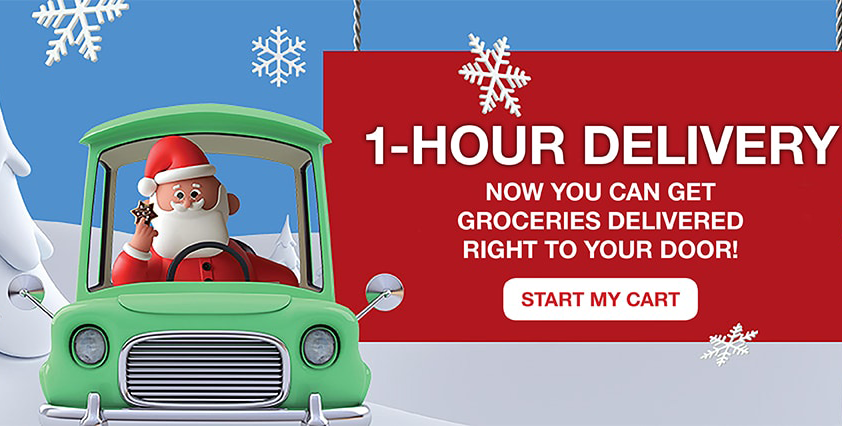 1-HOUR DELIVERY
NOW YOU CAN GET
GROCERIES DELIVERED
RIGHT TO YOUR DOOR!
START MY CART